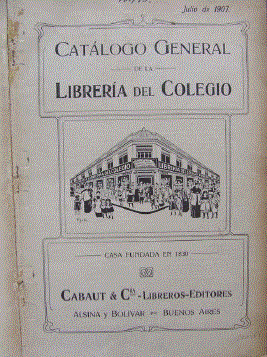 Julio de 1907.
CATÁLOGO GENERAL
DE LA
LIBRERÍA DEL COLEGIO
CASA FUNDADA EN 1830
CABAUT & Cía - LIBREROS-EDITORES
ALSINA y BOLÍVAR BUENOS AIRES